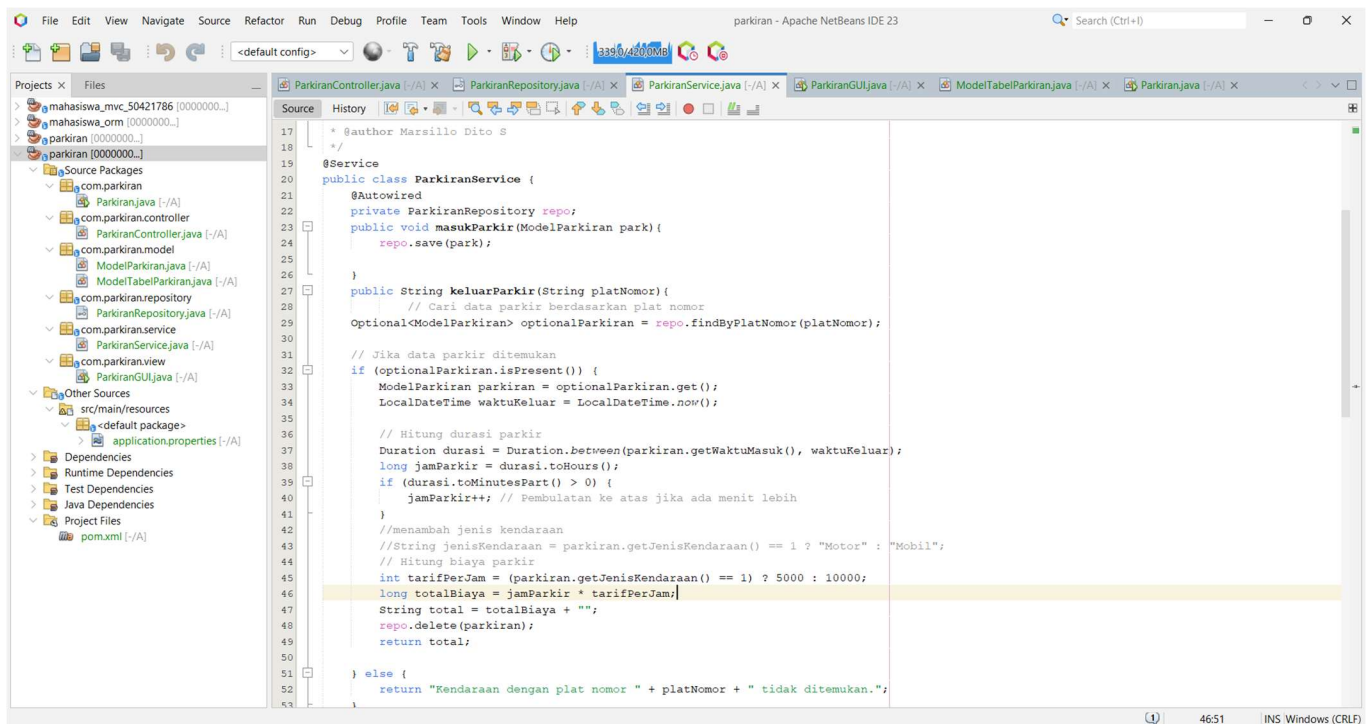 File Edit View Navigate Source Refactor Run Debug Profile Team Tools Window Help
parkiran - Apache NetBeans IDE 23
Search (Ctrl+I)
<default config>
339,0/420,0MB
Projects
Files
mahasiswa_mvc_50421786 [0000000...]
mahasiswa_orm [0000000...]
parkiran [0000000...]
parkiran [0000000...]
Source Packages
com.parkiran
Parkiran.java [-/A]
com.parkiran.controller
ParkiranController.java [-/A]
com.parkiran.model
ModelParkiran.java [-/A]
ModelTabelParkiran.java [-/A]
com.parkiran.repository
ParkiranRepository.java [-/A]
com.parkiran.service
ParkiranService.java [-/A]
com.parkiran.view
ParkiranGUI.java [-/A]
Other Sources
src/main/resources
<default package>
application.properties [-/A]
Dependencies
Runtime Dependencies
Test Dependencies
Java Dependencies
Project Files
pom.xml [-/A]
ParkiranController.java [-/A] ParkiranRepository.java [-/A] ParkiranService.java [-/A] ParkiranGUI.java [-/A] ModelTabelParkiran.java [-/A] Parkiran.java [-/A]
Source History
17 * @author Marsillo Dito S
18 */
19 @Service
20 public class ParkiranService {
21 @Autowired
22 private ParkiranRepository repo;
23 public void masukParkir(ModelParkiran park){
24 repo.save(park);
25
26 }
27 public String keluarParkir(String platNomor){
28 // Cari data parkir berdasarkan plat nomor
29 Optional<ModelParkiran> optionalParkiran = repo.findByPlatNomor(platNomor);
30
31 // Jika data parkir ditemukan
32 if (optionalParkiran.isPresent()) {
33 ModelParkiran parkiran = optionalParkiran.get();
34 LocalDateTime waktuKeluar = LocalDateTime.now();
35
36 // Hitung durasi parkir
37 Duration durasi = Duration.between(parkiran.getWaktuMasuk(), waktuKeluar);
38 long jamParkir = durasi.toHours();
39 if (durasi.toMinutesPart() > 0) {
40 jamParkir++; // Pembulatan ke atas jika ada menit lebih
41 }
42 //menambah jenis kendaraan
43 //String jenisKendaraan = parkiran.getJenisKendaraan() == 1 ? "Motor" : "Mobil";
44 // Hitung biaya parkir
45 int tarifPerJam = (parkiran.getJenisKendaraan() == 1) ? 5000 : 10000;
46 long totalBiaya = jamParkir * tarifPerJam;
47 String total = totalBiaya + "";
48 repo.delete(parkiran);
49 return total;
50
51 } else {
52 return "Kendaraan dengan plat nomor " + platNomor + " tidak ditemukan.";
53 }
1 46:51 INS Windows (CRLF)